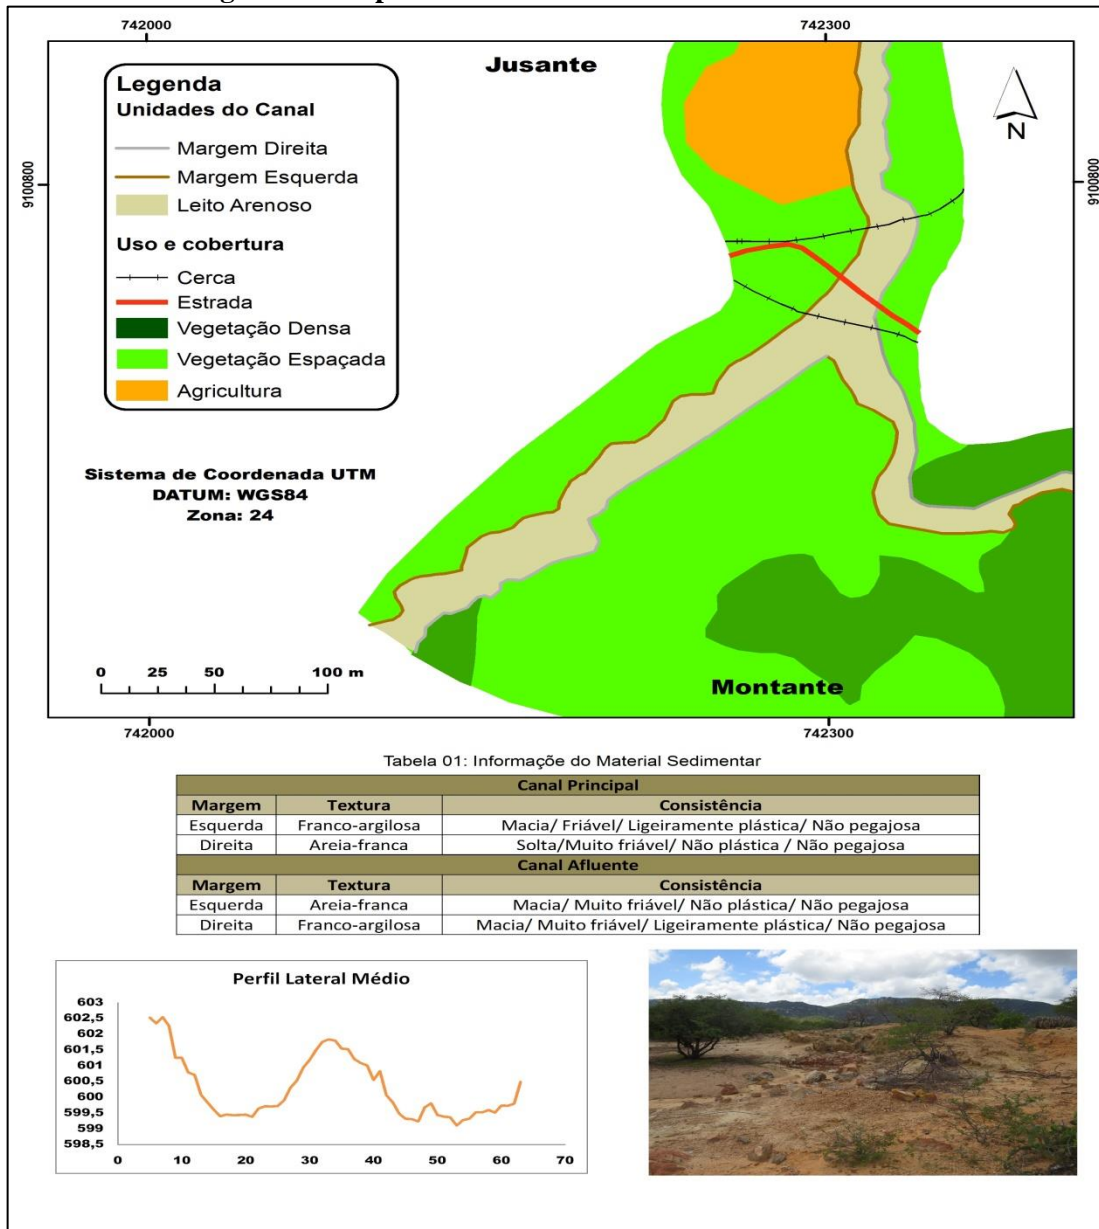 742000 742300
Jusante
Legenda
Unidades do Canal
Margem Direita
Margem Esquerda
Leito Arenoso
Uso e cobertura
Cerca
Estrada
Vegetação Densa
Vegetação Espaçada
Agricultura
N
9100800 9100800
Sistema de Coordenada UTM
DATUM: WGS84
Zona: 24
0 25 50 100 m
Montante
742000 742300
Tabela 01: Informaçõe do Material Sedimentar
Canal Principal
Margem Textura Consistência
Esquerda Franco-argilosa Macia/ Friável/ Ligeiramente plástica/ Não pegajosa
Direita Areia-franca Solta/Muito friável/ Não plástica / Não pegajosa
Canal Afluente
Margem Textura Consistência
Esquerda Areia-franca Macia/ Muito friável/ Não plástica/ Não pegajosa
Direita Franco-argilosa Macia/ Muito friável/ Ligeiramente plástica/ Não pegajosa
Perfil Lateral Médio
603
602,5
602
601,5
601
600,5
600
599,5
599
598,5
0 10 20 30 40 50 60 70